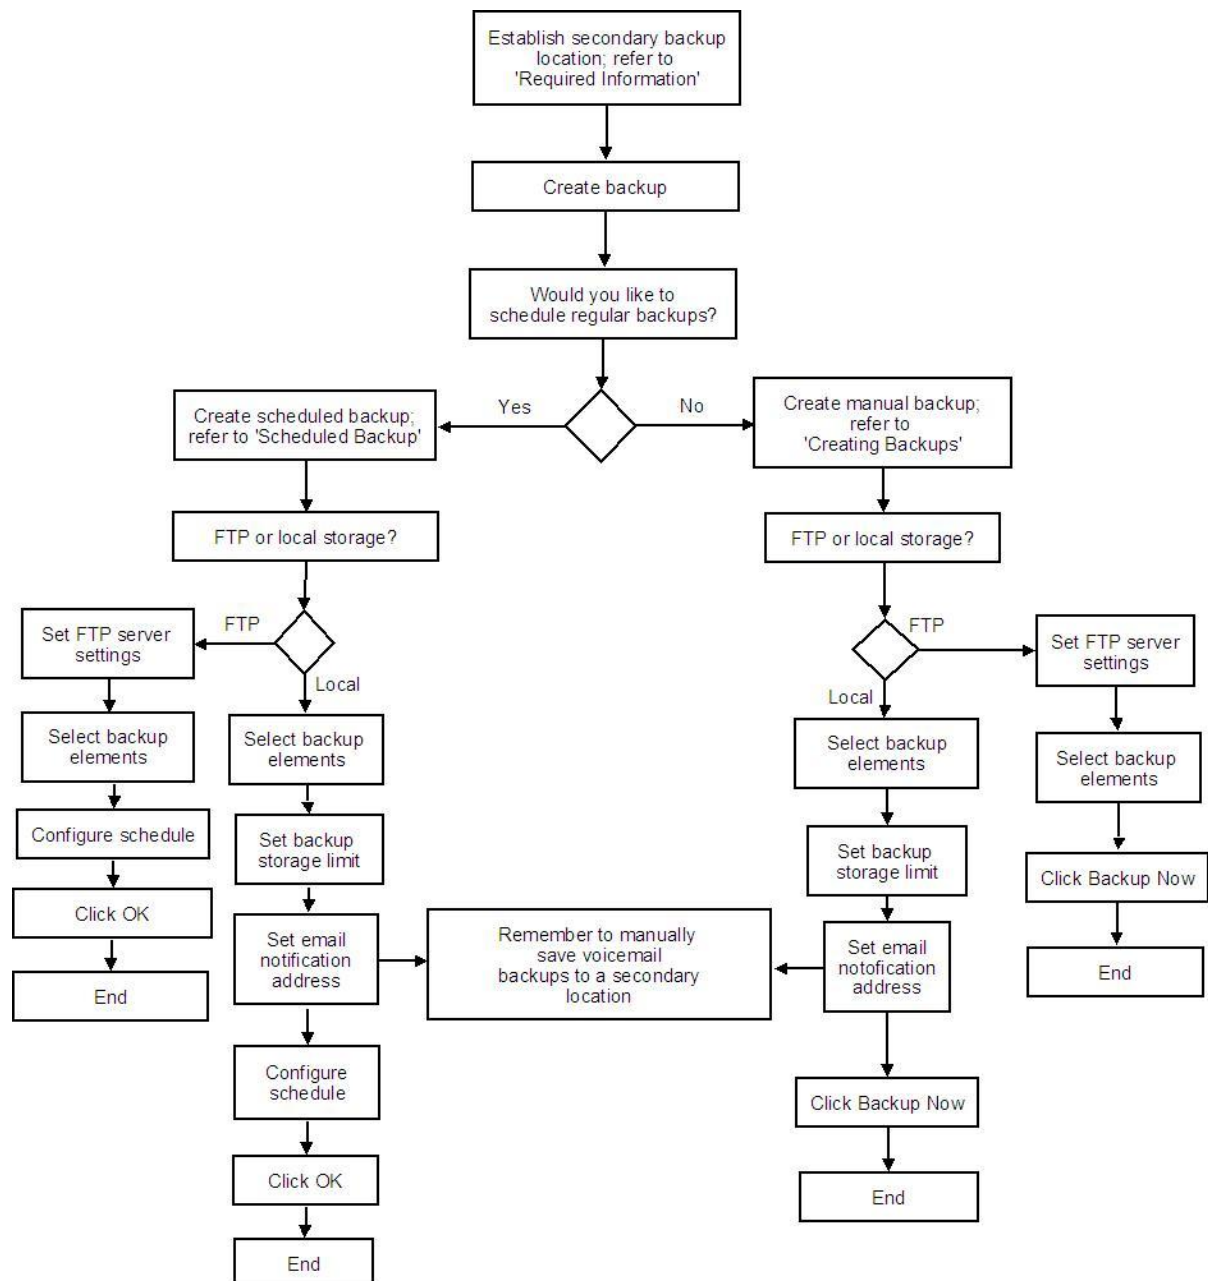 Establish secondary backup
location; refer to
'Required Information'
Create backup
Would you like to
schedule regular backups?
Yes
No
Create scheduled backup;
refer to 'Scheduled Backup'
Create manual backup;
refer to
'Creating Backups'
FTP or local storage?
FTP or local storage?
FTP
Local
Set FTP server
settings
Select backup
elements
Configure schedule
Click OK
End
Select backup
elements
Set backup
storage limit
Set email
notification
address
Configure
schedule
Click OK
End
Remember to manually
save voicemail
backups to a secondary
location
FTP
Local
Select backup
elements
Set backup
storage limit
Set email
notofication
address
Click Backup Now
End
Set FTP server
settings
Select backup
elements
Click Backup Now
End